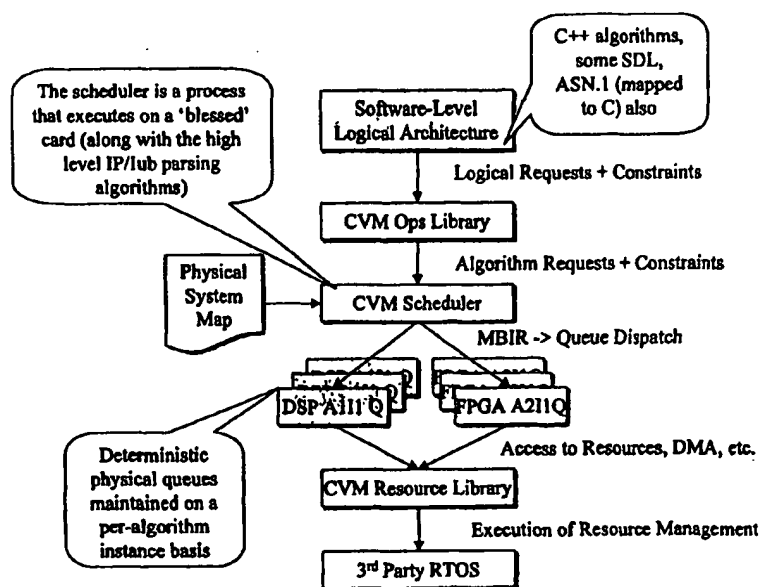 C++ algorithms,
some SDL,
ASN.1 (mapped
to C) also
The scheduler is a process
that executes on a 'blessed'
card (along with the high
level IP/Iub parsing
algorithms)
Software-Level
Logical Architecture
Logical Requests + Constraints
CVM Ops Library
Algorithm Requests + Constraints
Physical
System
Map
CVM Scheduler
MBIR -> Queue Dispatch
DSP A1I1 Q
FPGA A2I1Q
Access to Resources, DMA, etc.
Deterministic
physical queues
maintained on a
per-algorithm
instance basis
CVM Resource Library
Execution of Resource Management
3rd Party RTOS